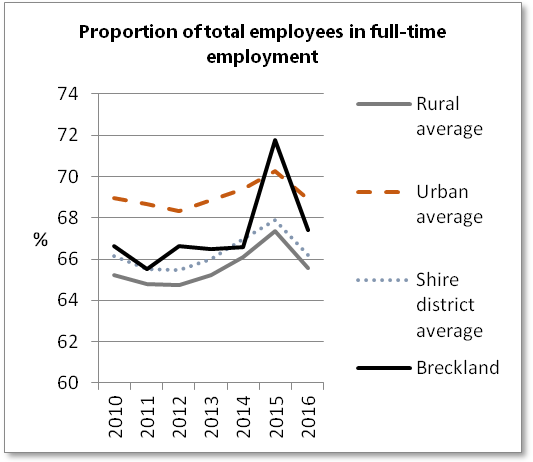 Proportion of total employees in full-time
employment
74
72
70
68
66
64
62
60
%
2010
2011
2012
2013
2014
2015
2016
Rural
average
Urban
average
Shire
district
average
Breckland